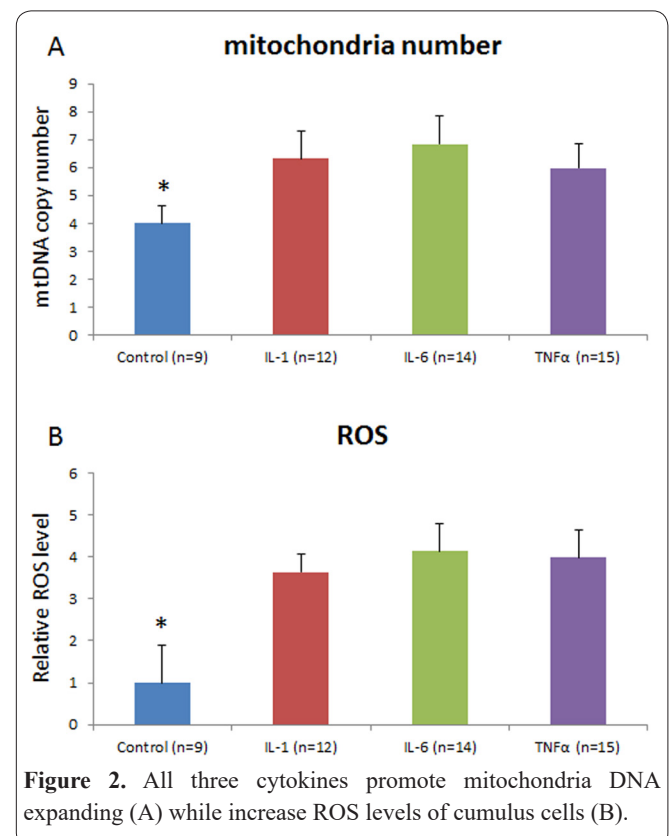 A
mitochondria number
mtDNA copy number
9
8
7
6
5
4
3
2
1
0
*
Control (n=9) IL-1 (n=12) IL-6 (n=14) TNFα (n=15)
B
ROS
Relative ROS level
6
5
4
3
2
1
0
*
Control (n=9) IL-1 (n=12) IL-6 (n=14) TNFα (n=15)
Figure 2. All three cytokines promote mitochondria DNA
expanding (A) while increase ROS levels of cumulus cells (B).